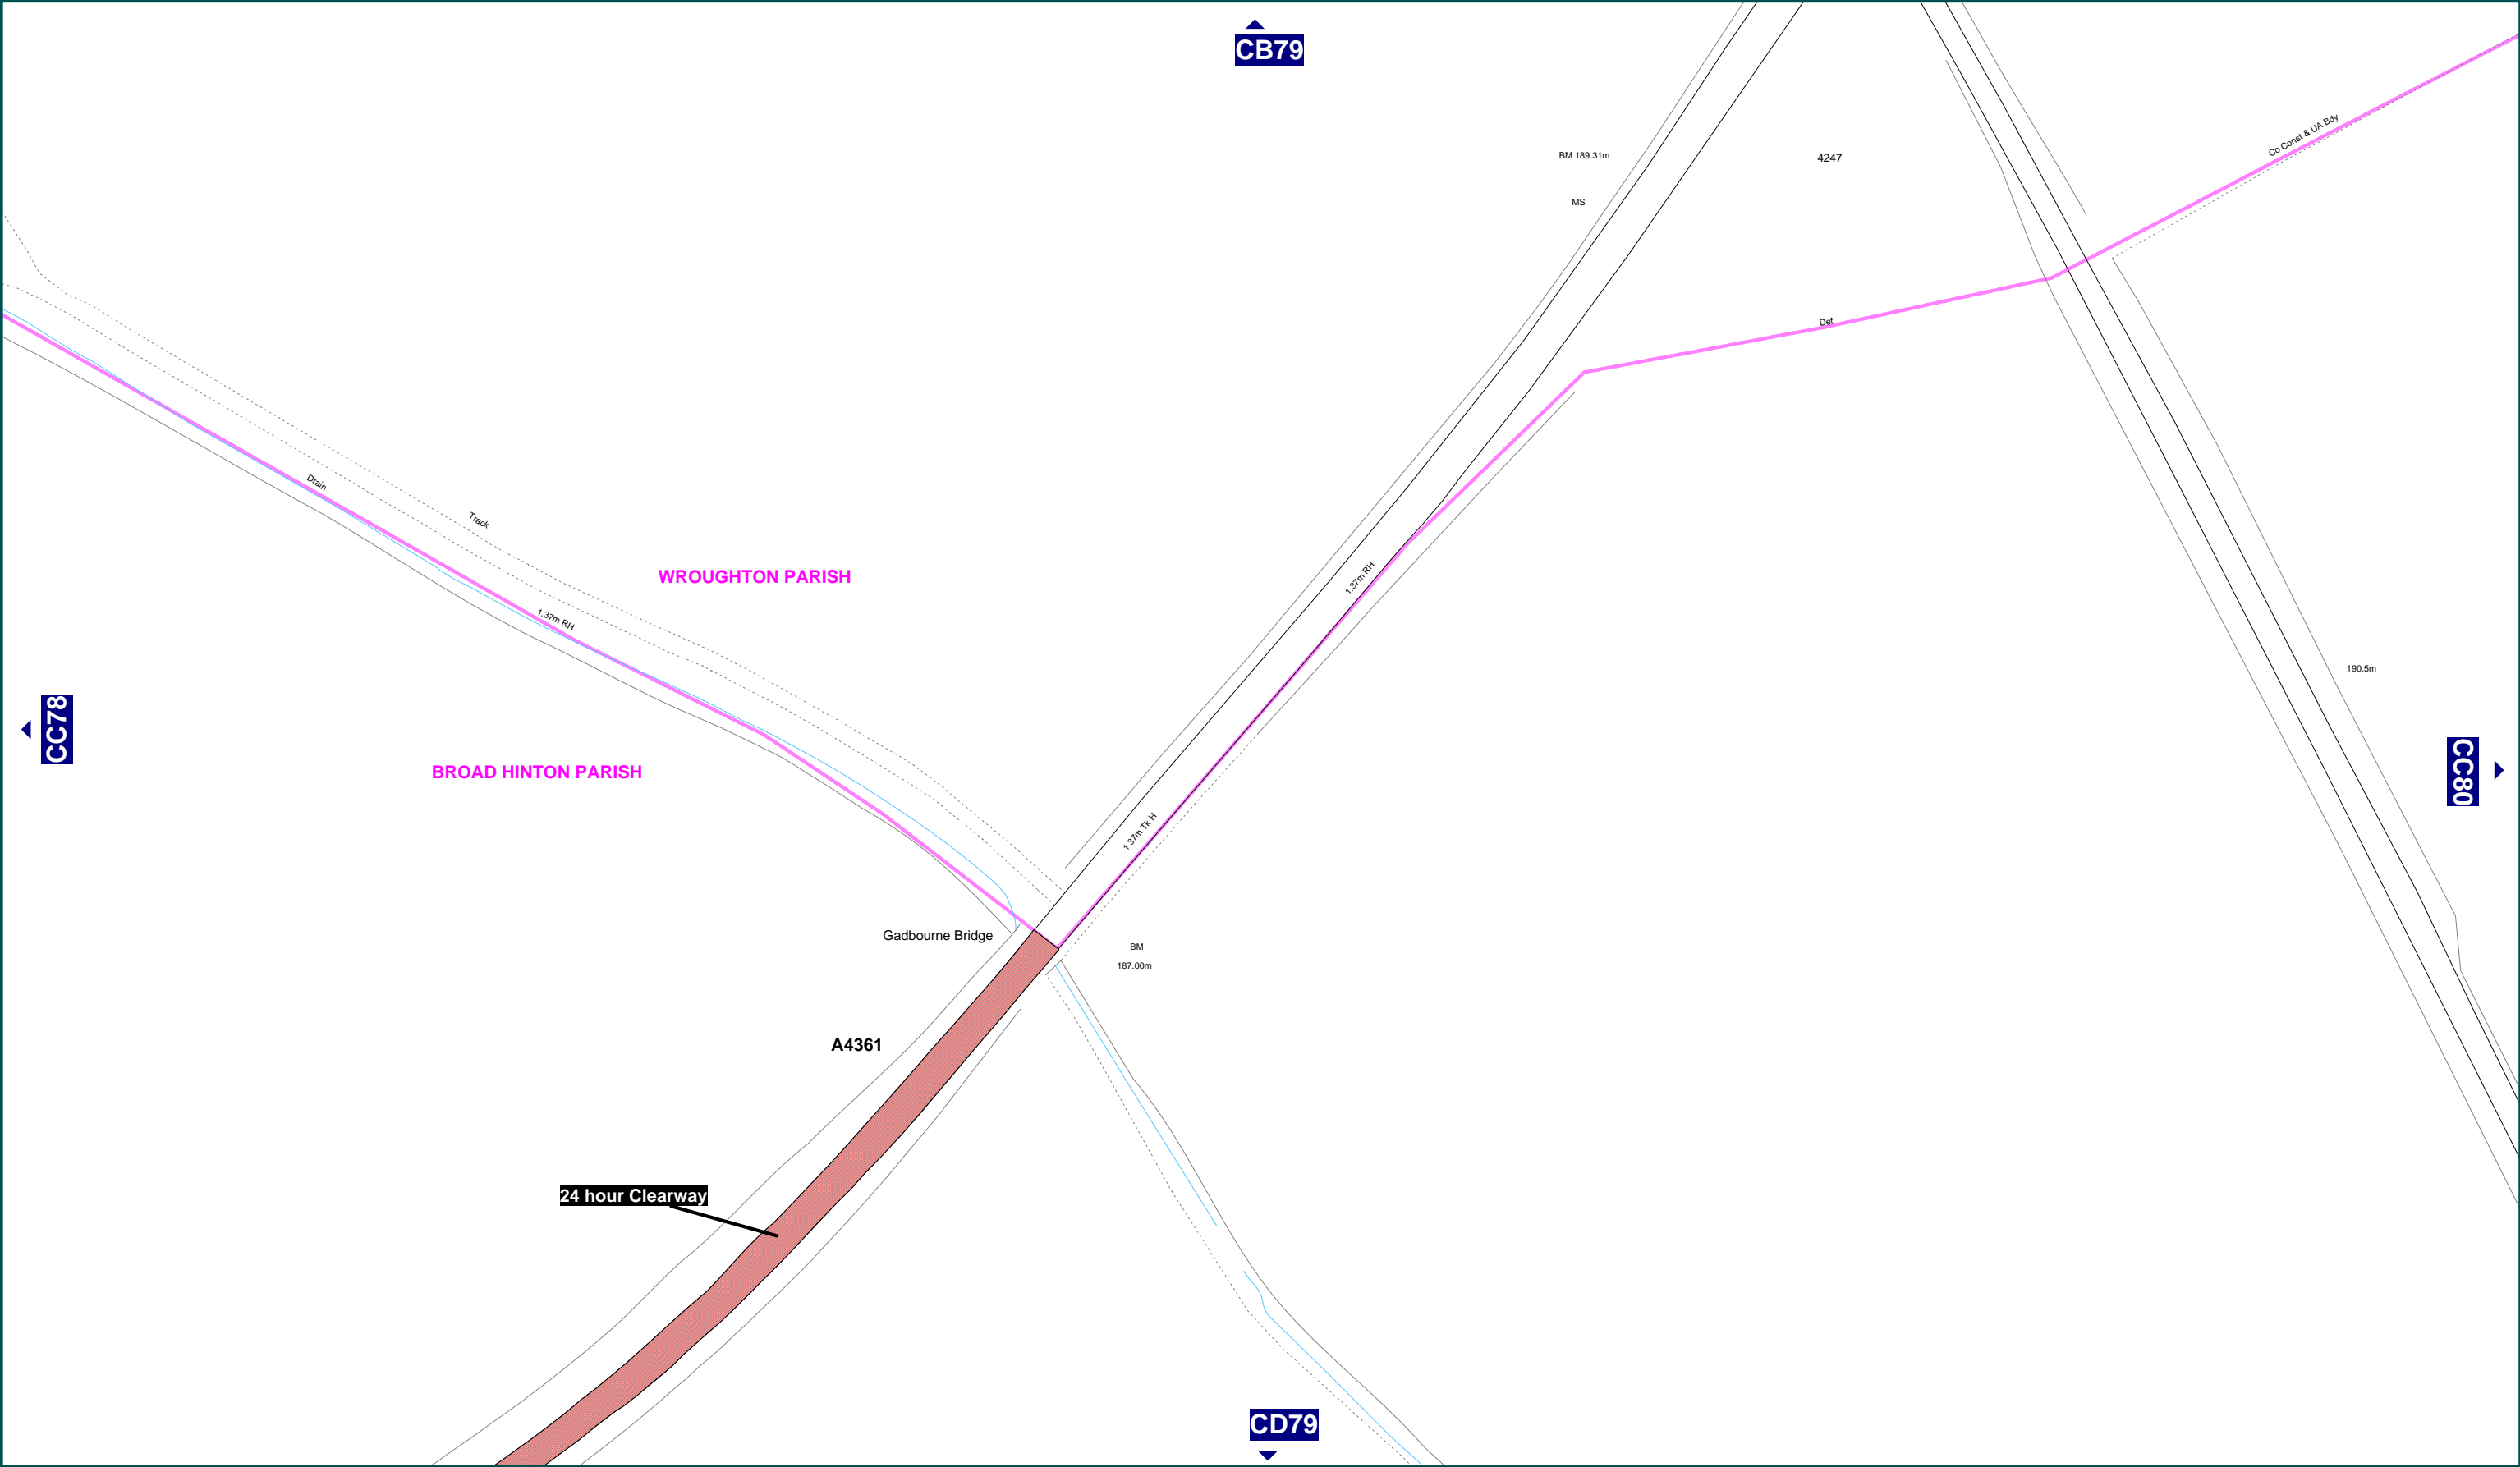 CB79
Co Const & UA Bdy
BM 189.31m
4247
MS
Def
Drain
Track
WROUGHTON PARISH
1.37m RH
1.37m RH
190.5m
CC78
BROAD HINTON PARISH
CC80
1.37m Tk H
Gadbourne Bridge
BM
187.00m
A4361
24 hour Clearway
CD79